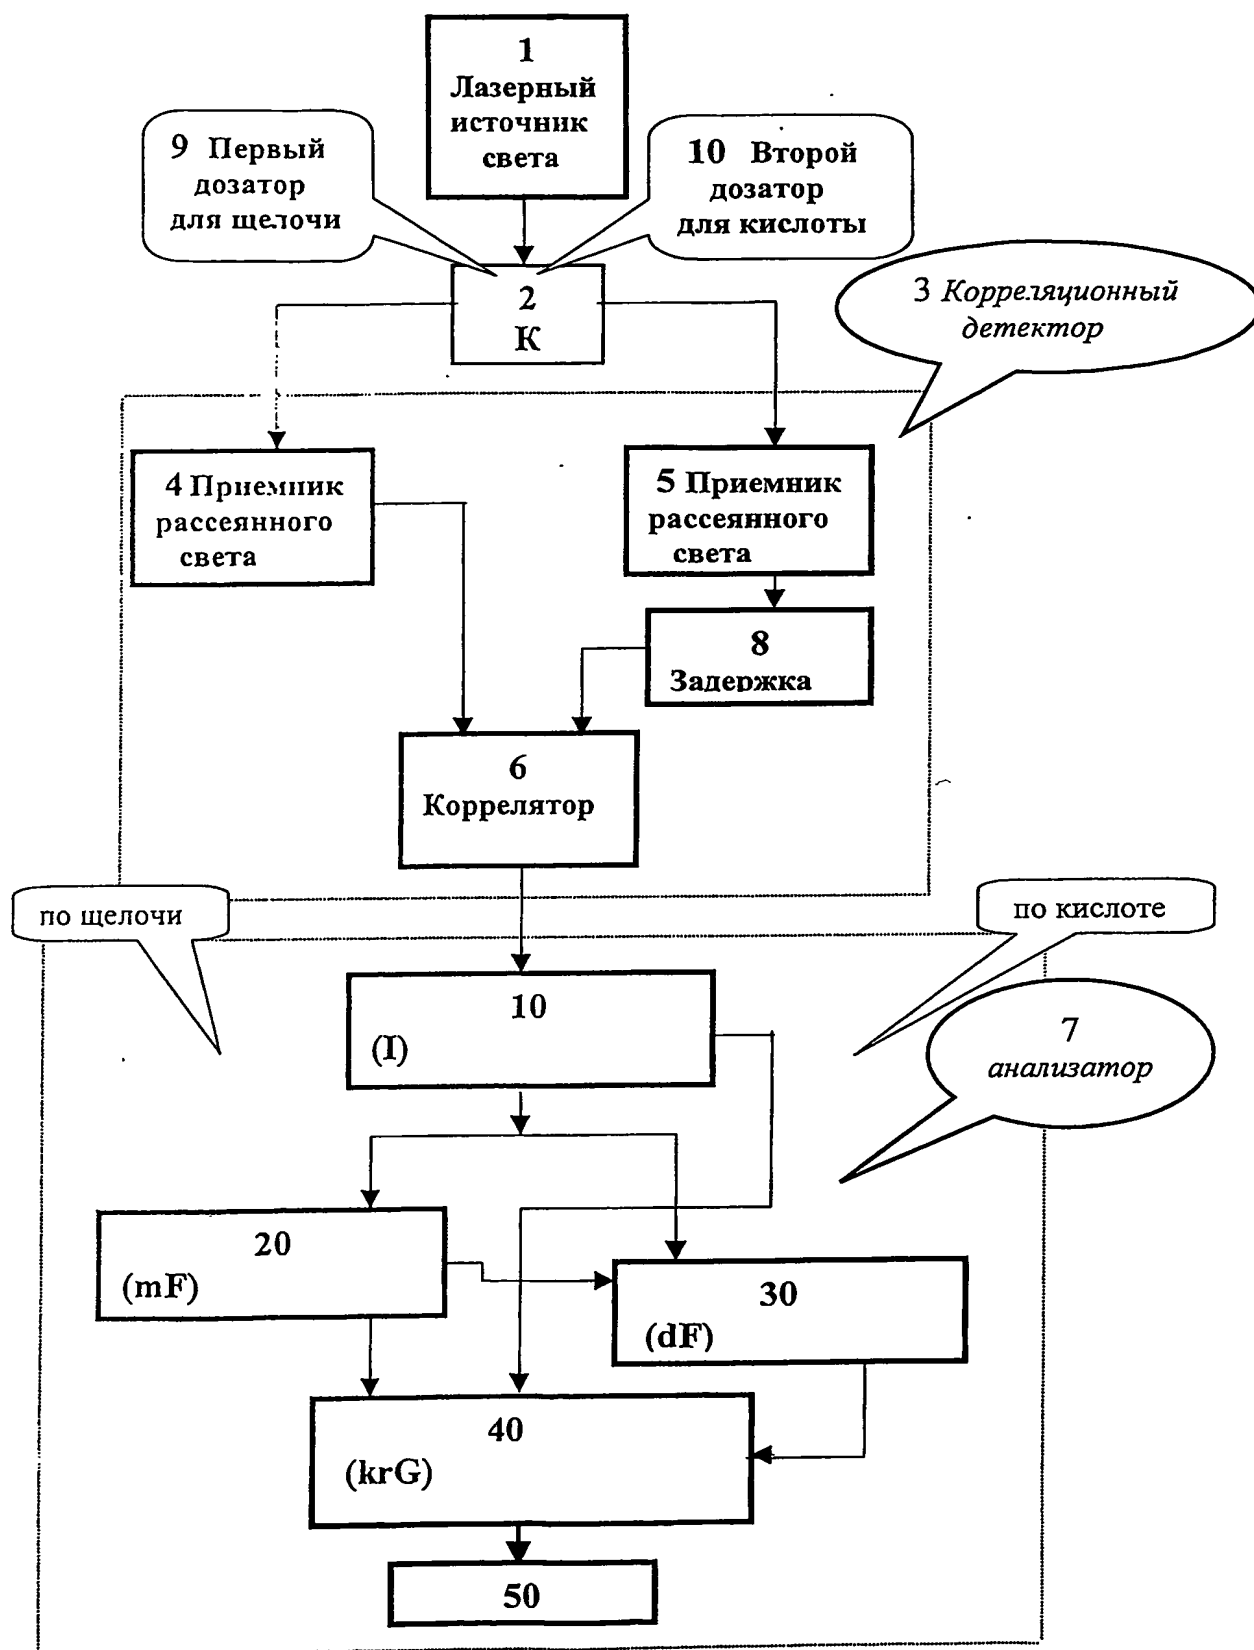 1
Лазерный
источник
света
9 Первый
дозатор
для щелочи
10 Второй
дозатор
для кислоты
2
К
3 Корреляционный
детектор
4 Приемник
рассеянного
света
5 Приемник
рассеянного
света
8
Задержка
6
Коррелятор
по щелочи
по кислоте
10
(I)
7
анализатор
20
(mF)
30
(dF)
40
(krG)
50